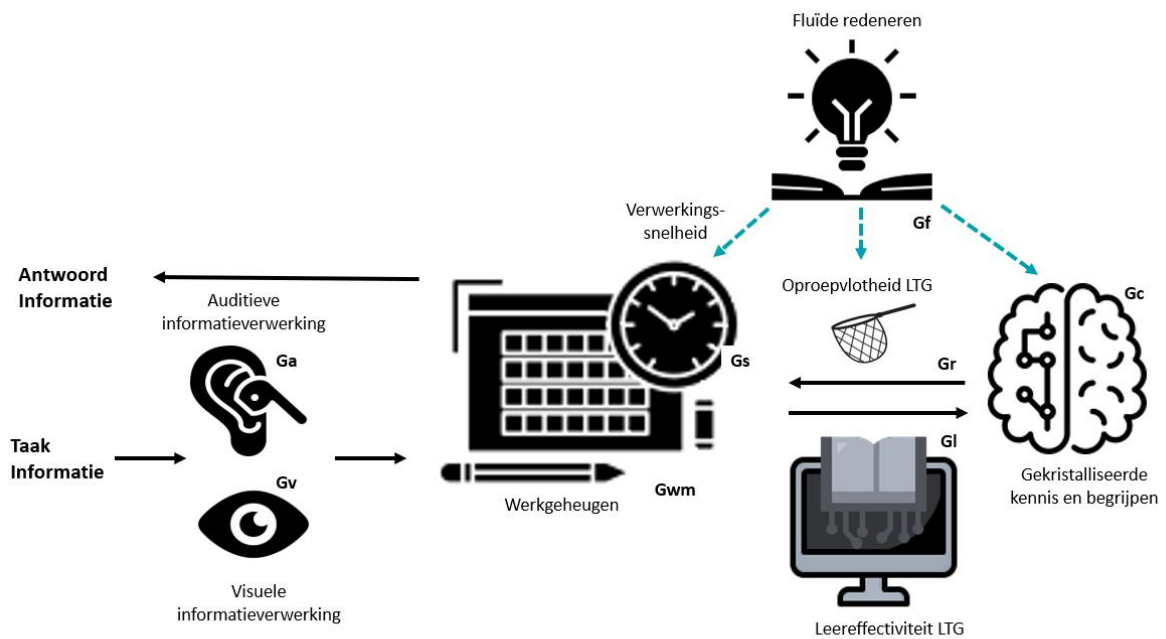 Fluïde redeneren
Verwerkings-
snelheid
Gf
Antwoord
Informatie
Auditieve
informatieverwerking
Oproepvlotheid LTG
Gc
Ga
Gs
Gr
Taak
Informatie
Gl
Gv
Gwm
Werkgeheugen
Gekristalliseerde
kennis en begrijpen
Visuele
informatieverwerking
Leereffectiviteit LTG